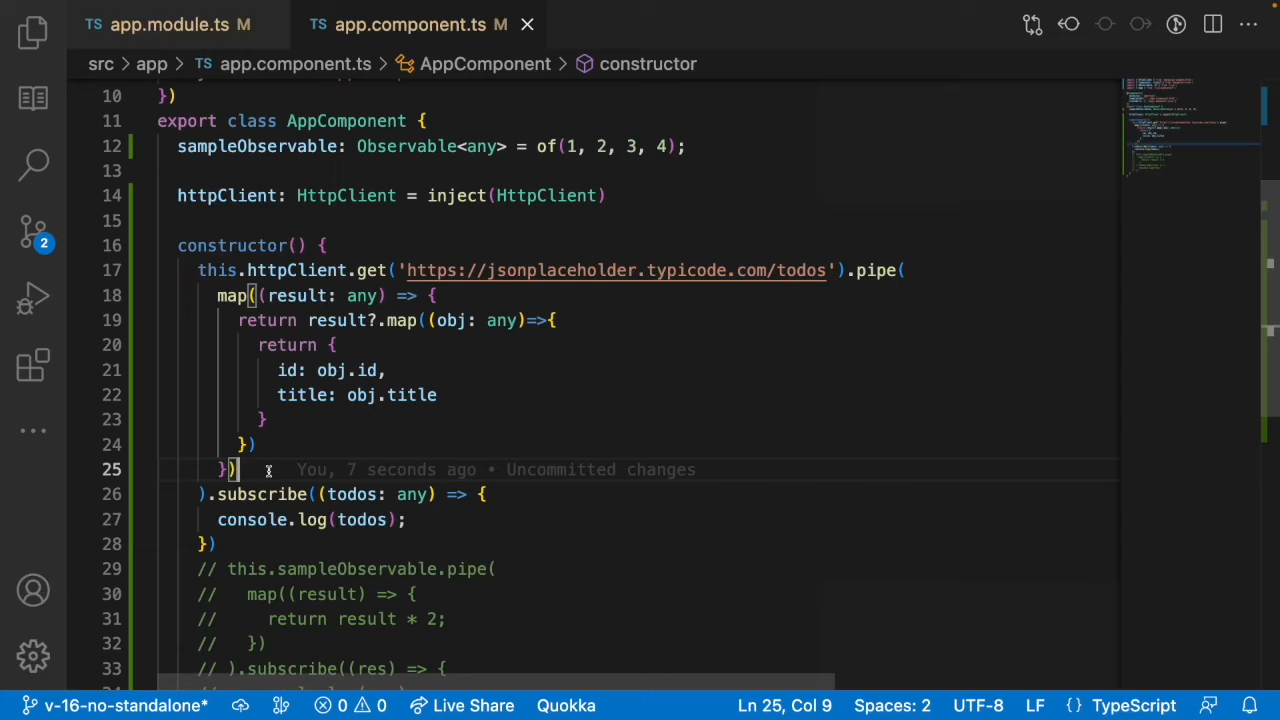 TS app.module.ts M TS app.component.ts M
src > app > TS app.component.ts > AppComponent > constructor
10 })
11 export class AppComponent {
12 sampleObservable: Observable<any> = of(1, 2, 3, 4);
13
14 httpClient: HttpClient = inject(HttpClient)
15
16 constructor() {
17 this.httpClient.get('https://jsonplaceholder.typicode.com/todos').pipe(
18 map((result: any) => {
19 return result?.map((obj: any)=>{
20 return {
21 id: obj.id,
22 title: obj.title
23 }
24 })
25 }) You, 7 seconds ago • Uncommitted changes
26 ).subscribe((todos: any) => {
27 console.log(todos);
28 })
29 // this.sampleObservable.pipe(
30 // map((result) => {
31 // return result * 2;
32 // })
33 // ).subscribe((res) => {
2
v-16-no-standalone* 0 0 Live Share Quokka Ln 25, Col 9 Spaces: 2 UTF-8 LF {} TypeScript